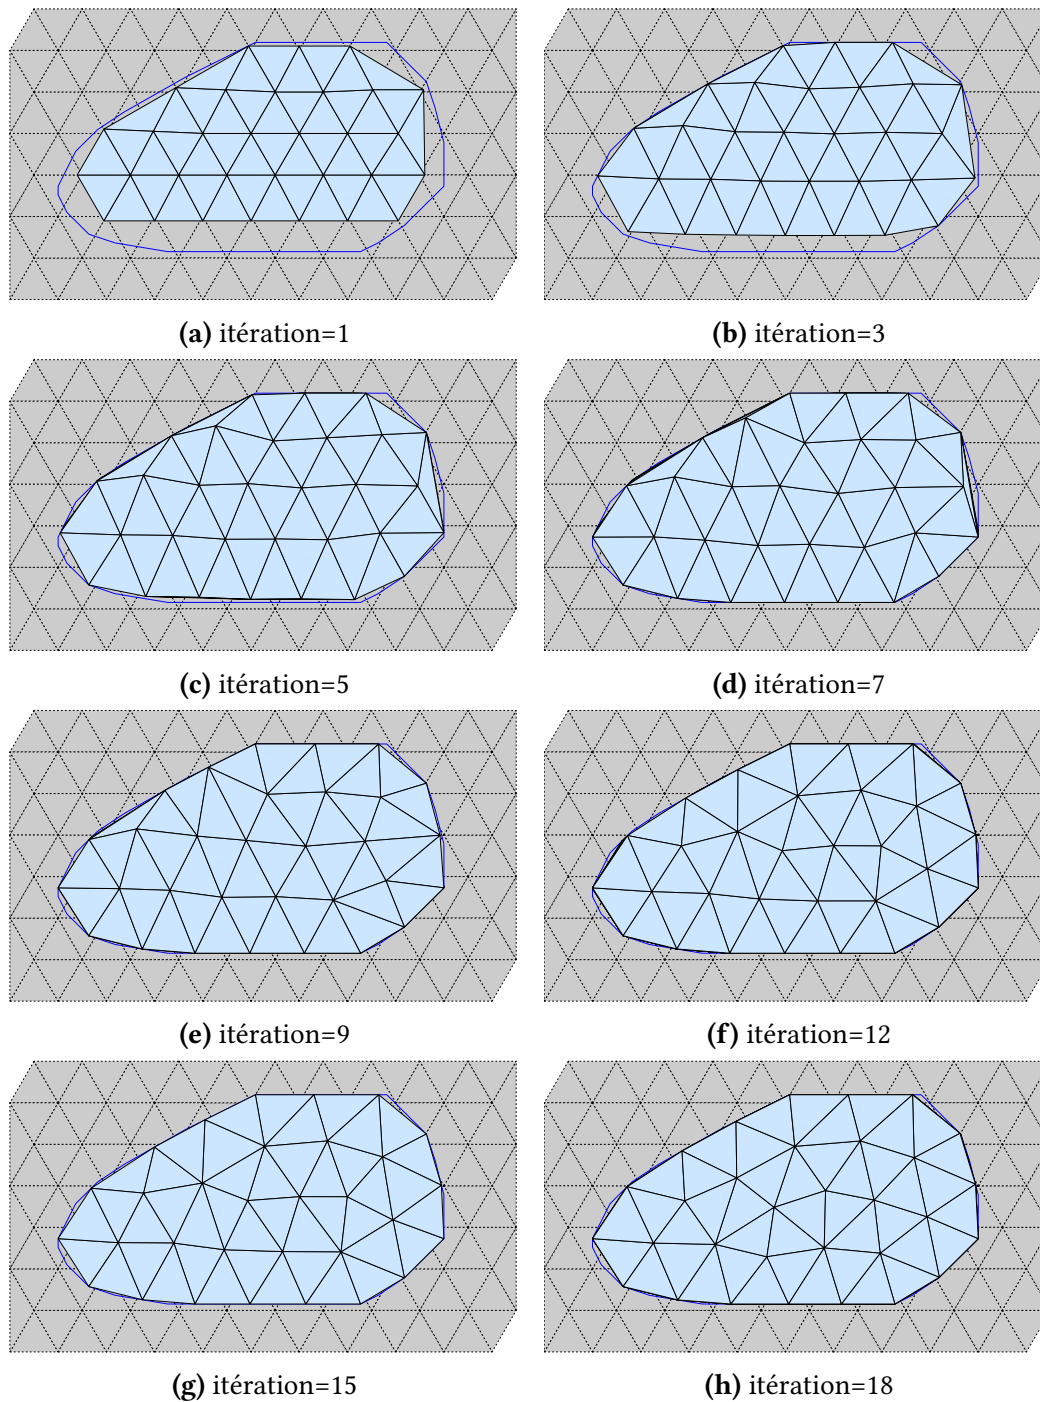 (a) itération=1
(b) itération=3
(c) itération=5
(d) itération=7
(e) itération=9
(f) itération=12
(g) itération=15
(h) itération=18